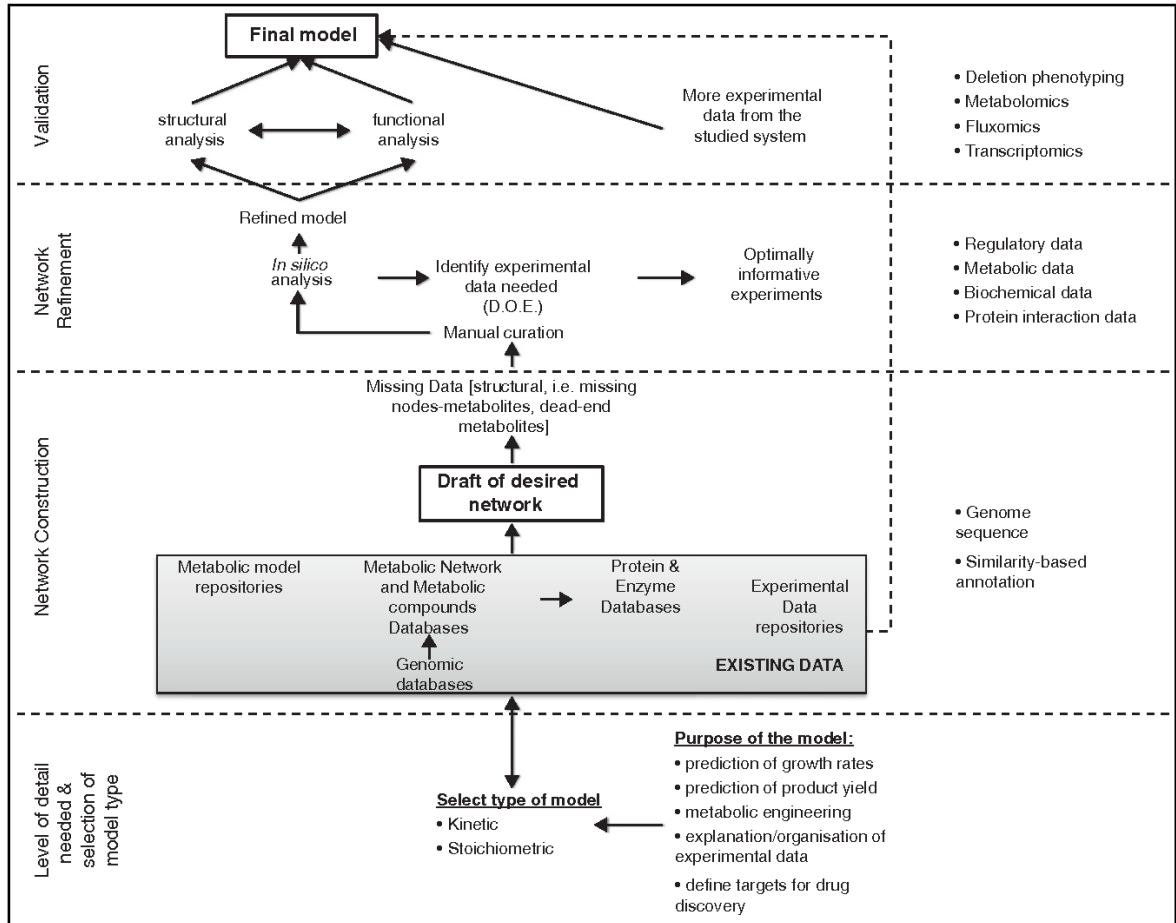 Final model
Validation
structural
analysis
functional
analysis
More experimental
data from the
studied system
• Deletion phenotyping
• Metabolomics
• Fluxomics
• Transcriptomics
Network
Refinement
Refined model
In silico
analysis
Identify experimental
data needed
(D.O.E.)
Optimally
informative
experiments
Manual curation
• Regulatory data
• Metabolic data
• Biochemical data
• Protein interaction data
Network Construction
Missing Data [structural, i.e. missing
nodes-metabolites, dead-end
metabolites]
Draft of desired
network
Metabolic model
repositories
Metabolic Network
and Metabolic
compounds
Databases
Protein &
Enzyme
Databases
Experimental
Data
repositories
Genomic
databases
EXISTING DATA
• Genome
sequence
• Similarity-based
annotation
Level of detail
needed &
selection of
model type
Select type of model
• Kinetic
• Stoichiometric
Purpose of the model:
• prediction of growth rates
• prediction of product yield
• metabolic engineering
• explanation/organisation of
experimental data
• define targets for drug
discovery